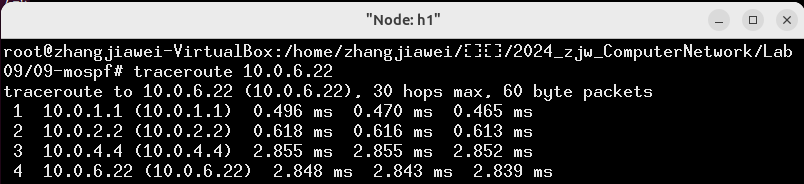 "Node: h1"
root@zhangjiawei-VirtualBox:/home/zhangjiawei/[][]/2024_zjw_ComputerNetwork/Lab
09/09-mospf# traceroute 10.0.6.22
traceroute to 10.0.6.22 (10.0.6.22), 30 hops max, 60 byte packets
1 10.0.1.1 (10.0.1.1) 0.496 ms 0.470 ms 0.465 ms
2 10.0.2.2 (10.0.2.2) 0.618 ms 0.616 ms 0.613 ms
3 10.0.4.4 (10.0.4.4) 2.855 ms 2.855 ms 2.852 ms
4 10.0.6.22 (10.0.6.22) 2.848 ms 2.843 ms 2.839 ms